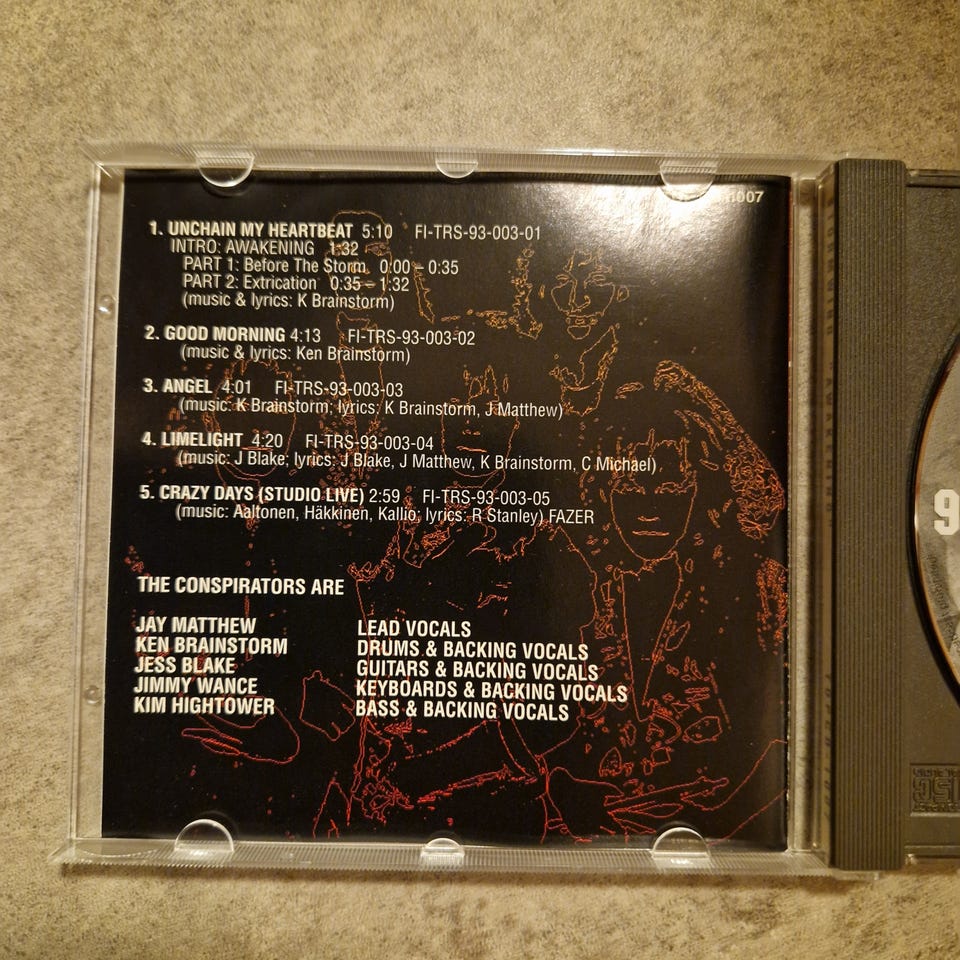 007
1. UNCHAIN MY HEARTBEAT 5:10 FI-TRS-93-003-01
INTRO: AWAKENING 1:32
PART 1: Before The Storm 0:00 – 0:35
PART 2: Extrication 0:35 – 1:32
(music & lyrics: K Brainstorm)
2. GOOD MORNING 4:13 FI-TRS-93-003-02
(music & lyrics: Ken Brainstorm)
3. ANGEL 4:01 FI-TRS-93-003-03
(music: K Brainstorm; lyrics: K Brainstorm, J Matthew)
4. LIMELIGHT 4:20 FI-TRS-93-003-04
(music: J Blake; lyrics: J Blake, J Matthew, K Brainstorm, C Michael)
5. CRAZY DAYS (STUDIO LIVE) 2:59 FI-TRS-93-003-05
(music: Aaltonen, Häkkinen, Kallio; lyrics: R Stanley) FAZER
THE CONSPIRATORS ARE
JAY MATTHEW LEAD VOCALS
KEN BRAINSTORM DRUMS & BACKING VOCALS
JESS BLAKE GUITARS & BACKING VOCALS
JIMMY WANCE KEYBOARDS & BACKING VOCALS
KIM HIGHTOWER BASS & BACKING VOCALS
9